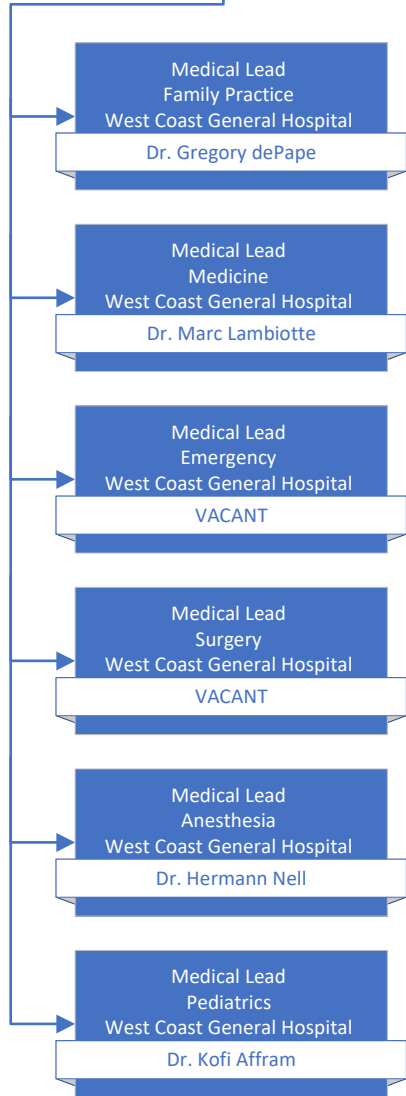 Medical Lead
Family Practice
West Coast General Hospital
Dr. Gregory dePape
Medical Lead
Medicine
West Coast General Hospital
Dr. Marc Lambiotte
Medical Lead
Emergency
West Coast General Hospital
VACANT
Medical Lead
Surgery
West Coast General Hospital
VACANT
Medical Lead
Anesthesia
West Coast General Hospital
Dr. Hermann Nell
Medical Lead
Pediatrics
West Coast General Hospital
Dr. Kofi Affram